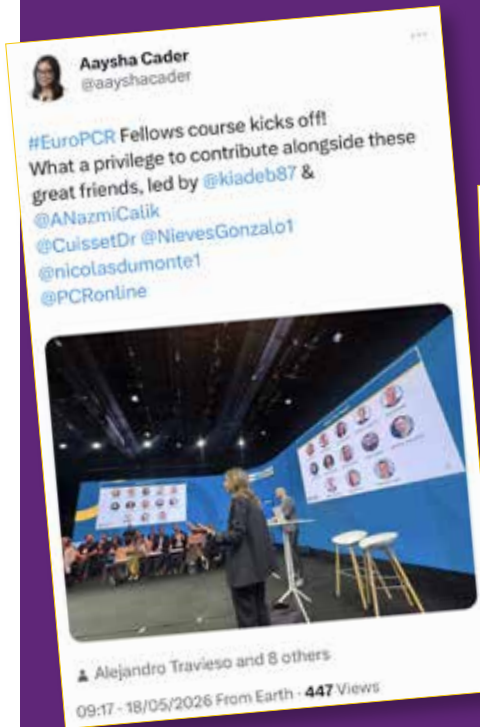 Aaysha Cader
@aayshacader
#EuroPCR Fellows course kicks off!
What a privilege to contribute alongside these
great friends, led by @kiadeb87 &
@ANazmiCalik
@CuissetDr @NievesGonzalo1
@nicolasdumonte1
@PCRonline
Alejandro Travieso and 8 others
09:17 - 18/05/2026 From Earth · 447 Views